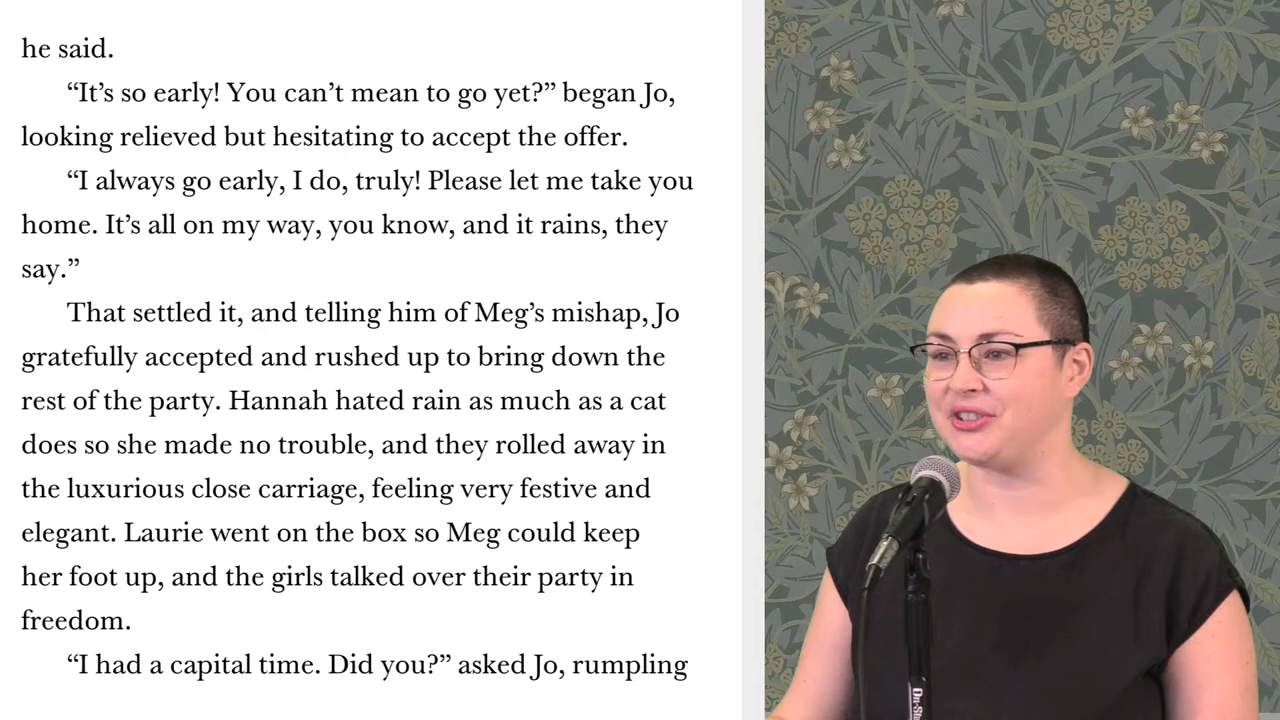 he said.
“It’s so early! You can’t mean to go yet?” began Jo,
looking relieved but hesitating to accept the offer.
“I always go early, I do, truly! Please let me take you
home. It’s all on my way, you know, and it rains, they
say.”
That settled it, and telling him of Meg’s mishap, Jo
gratefully accepted and rushed up to bring down the
rest of the party. Hannah hated rain as much as a cat
does so she made no trouble, and they rolled away in
the luxurious close carriage, feeling very festive and
elegant. Laurie went on the box so Meg could keep
her foot up, and the girls talked over their party in
freedom.
“I had a capital time. Did you?” asked Jo, rumpling